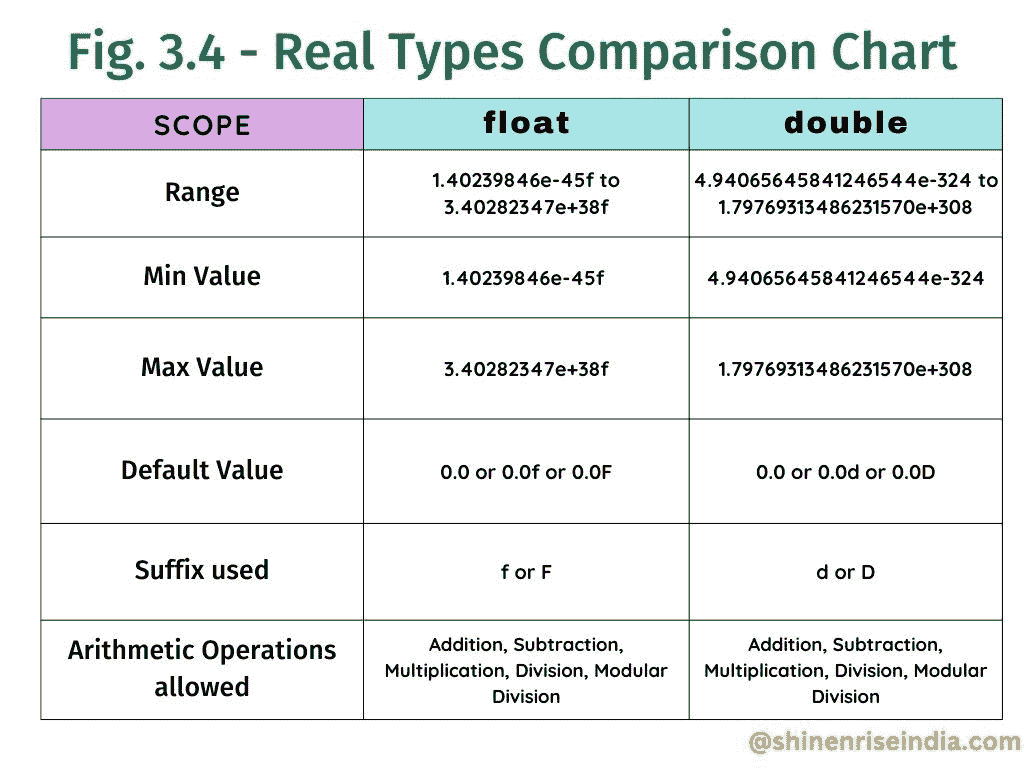 Fig. 3.4 - Real Types Comparison Chart
SCOPE float double
Range
1.40239846e-45f to
3.40282347e+38f
4.94065645841246544e-324 to
1.79769313486231570e+308
Min Value 1.40239846e-45f 4.94065645841246544e-324
Max Value 3.40282347e+38f 1.79769313486231570e+308
Default Value 0.0 or 0.0f or 0.0F 0.0 or 0.0d or 0.0D
Suffix used f or F d or D
Arithmetic Operations
allowed
Addition, Subtraction,
Multiplication, Division, Modular
Division
Addition, Subtraction,
Multiplication, Division, Modular
Division
@shinenriseindia.com